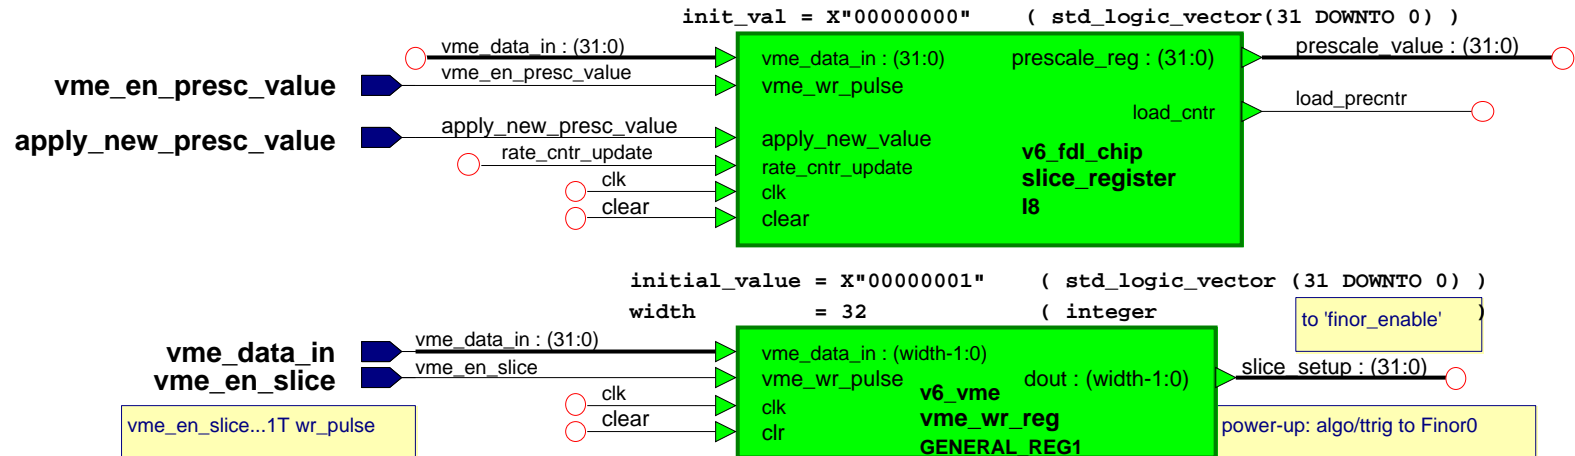 init_val = X"00000000" ( std_logic_vector(31 DOWNTO 0) )
vme_data_in : (31:0)
vme_data_in : (31:0) prescale_reg : (31:0)
prescale_value : (31:0)
vme_en_presc_value
vme_en_presc_value
vme_wr_pulse
load_cntr
load_precntr
apply_new_presc_value
apply_new_presc_value
apply_new_value
rate_cntr_update
rate_cntr_update
v6_fdl_chip
slice_register
I8
clk
clk
clear
clear
initial_value = X"00000001" ( std_logic_vector (31 DOWNTO 0) )
width = 32 ( integer )
to 'finor_enable'
vme_data_in
vme_data_in : (31:0)
vme_data_in : (width-1:0)
vme_en_slice
vme_en_slice
vme_wr_pulse
dout : (width-1:0)
slice_setup : (31:0)
v6_vme
vme_wr_reg
GENERAL_REG1
clk
clk
clear
clr
vme_en_slice...1T wr_pulse
power-up: algo/ttrig to Finor0